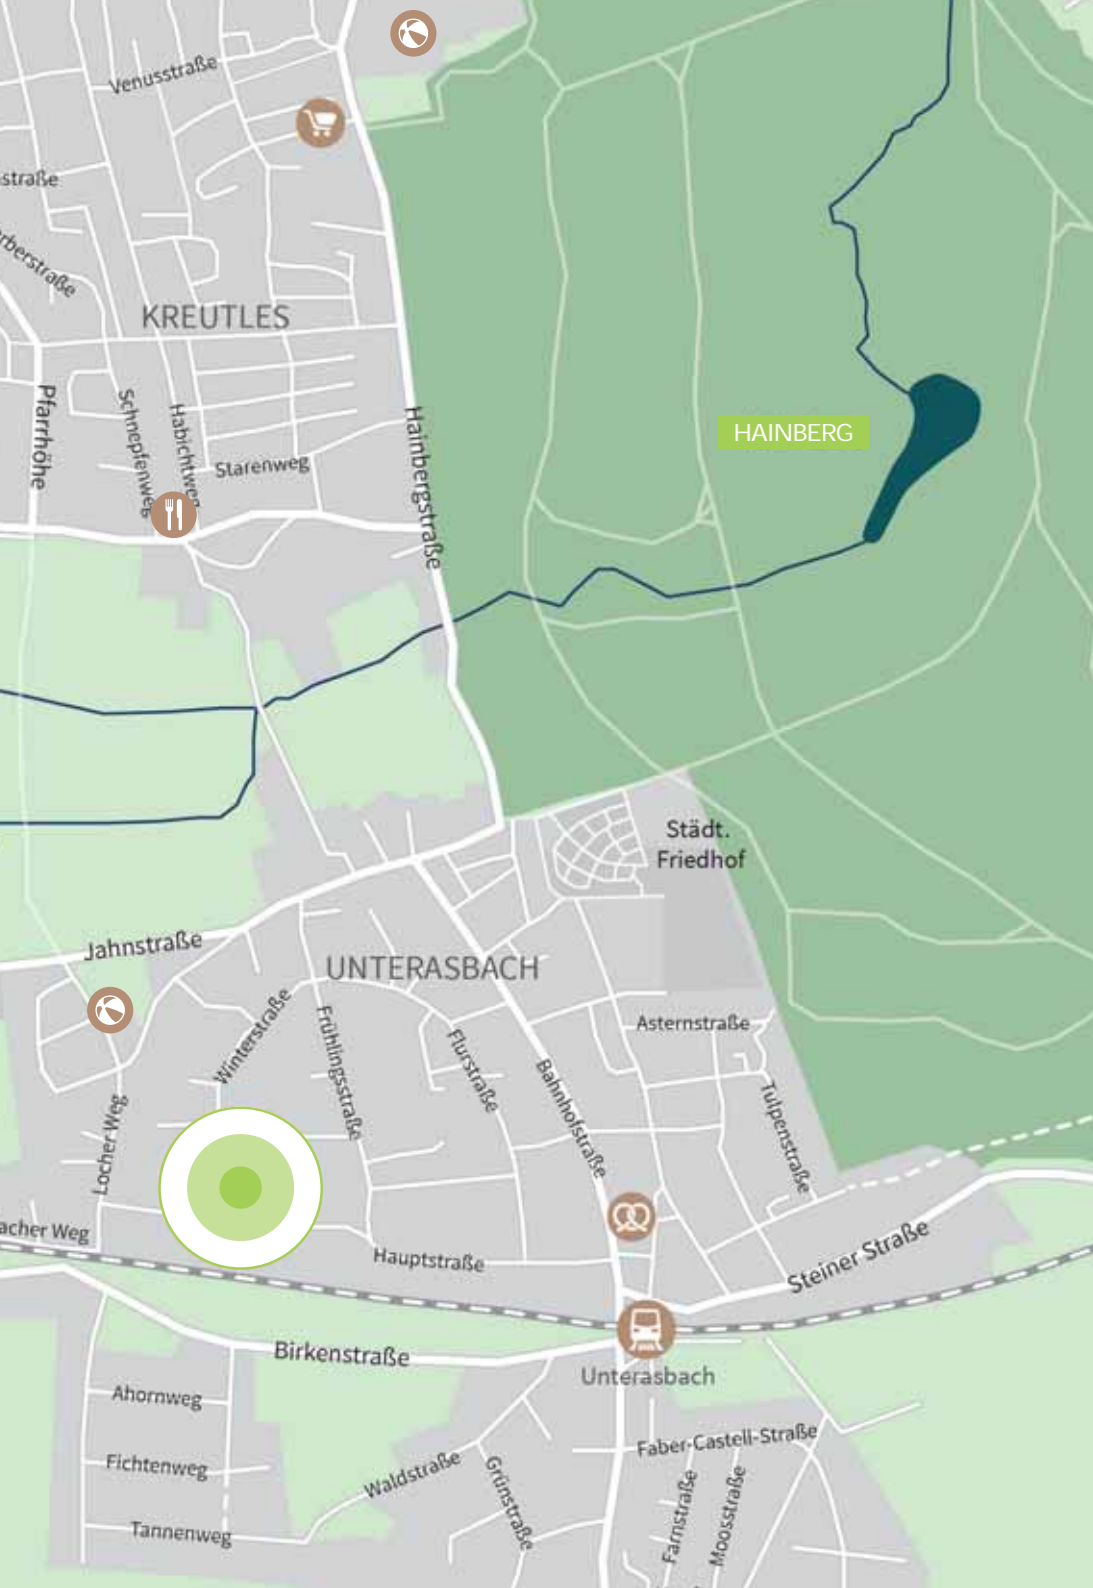 Venusstraße
straße
rberstraße
KREUTLES
Pfarrhöhe
Schnepfenweg
Habichtweg
Starenweg
Hainbergstraße
HAINBERG
Städt.
Friedhof
Jahnstraße
UNTERASBACH
Winterstraße
Frühlingsstraße
Flurstraße
Bahnhofstraße
Asternstraße
Tulpenstraße
Locher Weg
acher Weg
Hauptstraße
Steiner Straße
Birkenstraße
Unterasbach
Ahornweg
Fichtenweg
Tannenweg
Waldstraße
Grünstraße
Faber-Castell-Straße
Farnstraße
Moosstraße